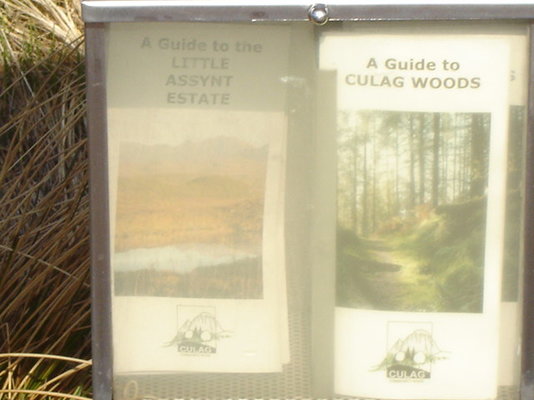 A Guide to the
LITTLE
ASSYNT
ESTATE
CULAG
A Guide to
CULAG WOODS
CULAG